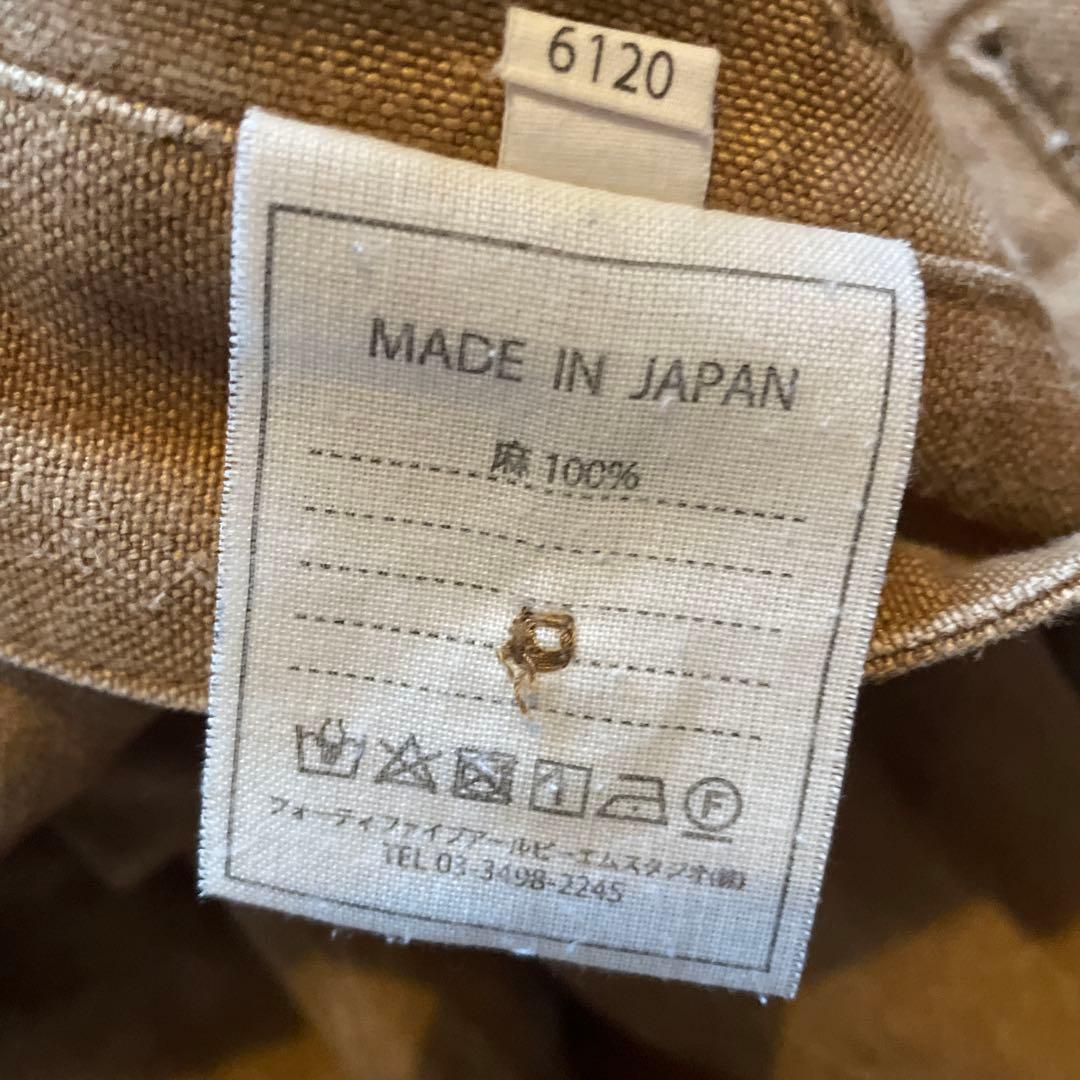 6120
MADE IN JAPAN
麻 100%
F
フォーティファイブアールピーエムスタジオ(株)
TEL 03-3498-2245